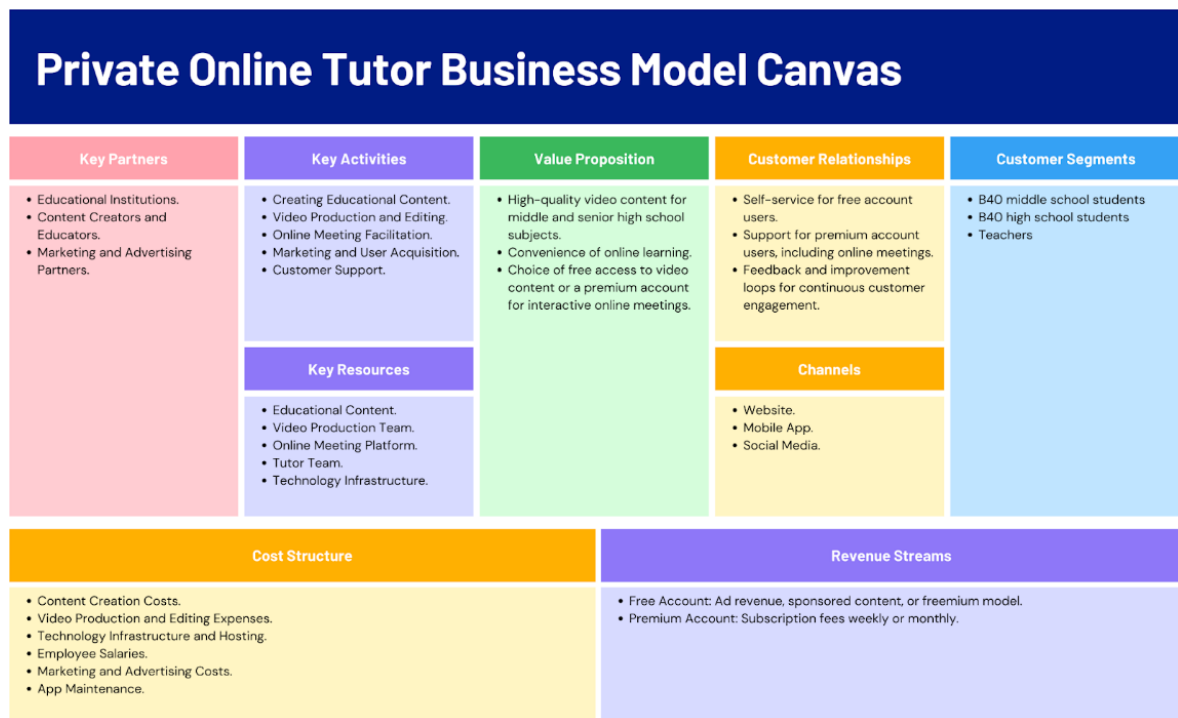 Private Online Tutor Business Model Canvas
Key Partners
• Educational Institutions.
• Content Creators and
Educators.
• Marketing and Advertising
Partners.
Key Activities
• Creating Educational Content.
• Video Production and Editing.
• Online Meeting Facilitation.
• Marketing and User Acquisition.
• Customer Support.
Key Resources
• Educational Content.
• Video Production Team.
• Online Meeting Platform.
• Tutor Team.
• Technology Infrastructure.
Value Proposition
• High-quality video content for
middle and senior high school
subjects.
• Convenience of online learning.
• Choice of free access to video
content or a premium account
for interactive online meetings.
Customer Relationships
• Self-service for free account
users.
• Support for premium account
users, including online meetings.
• Feedback and improvement
loops for continuous customer
engagement.
Channels
• Website.
• Mobile App.
• Social Media.
Customer Segments
• B40 middle school students
• B40 high school students
• Teachers
Cost Structure
• Content Creation Costs.
• Video Production and Editing Expenses.
• Technology Infrastructure and Hosting.
• Employee Salaries.
• Marketing and Advertising Costs.
• App Maintenance.
Revenue Streams
• Free Account: Ad revenue, sponsored content, or freemium model.
• Premium Account: Subscription fees weekly or monthly.